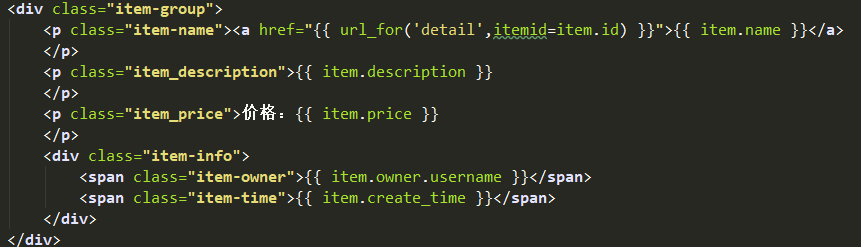 <div class="item-group">
    <p class="item-name"><a href="{{ url_for('detail',itemid=item.id) }}">{{ item.name }}</a>
    </p>
    <p class="item_description">{{ item.description }}
    </p>
    <p class="item_price">价格：{{ item.price }}
    </p>
    <div class="item-info">
        <span class="item-owner">{{ item.owner.username }}</span>
        <span class="item-time">{{ item.create_time }}</span>
    </div>
</div>